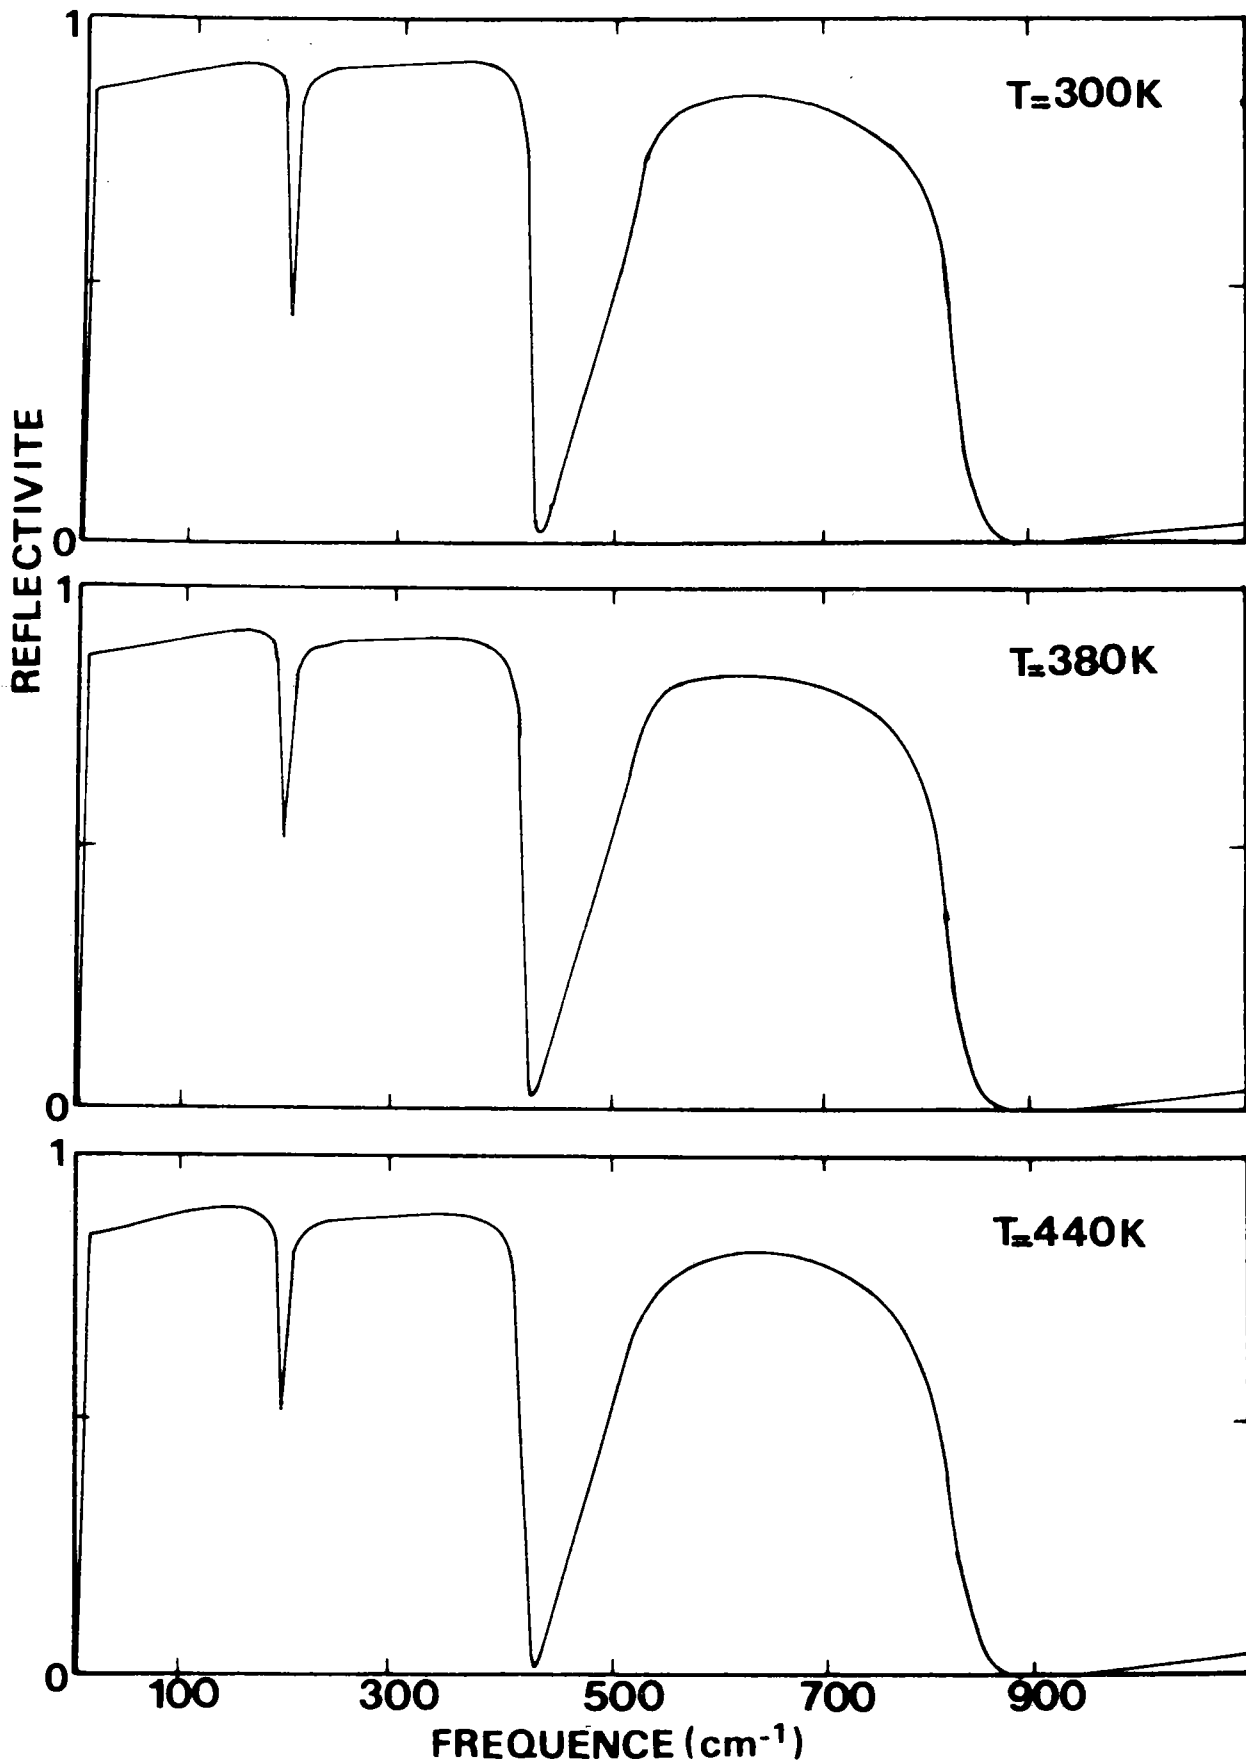 1
T=300K
0
REFLECTIVITE
1
T=380K
0
1
T=440K
0
100 300 500 700 900
FREQUENCE (cm-1)